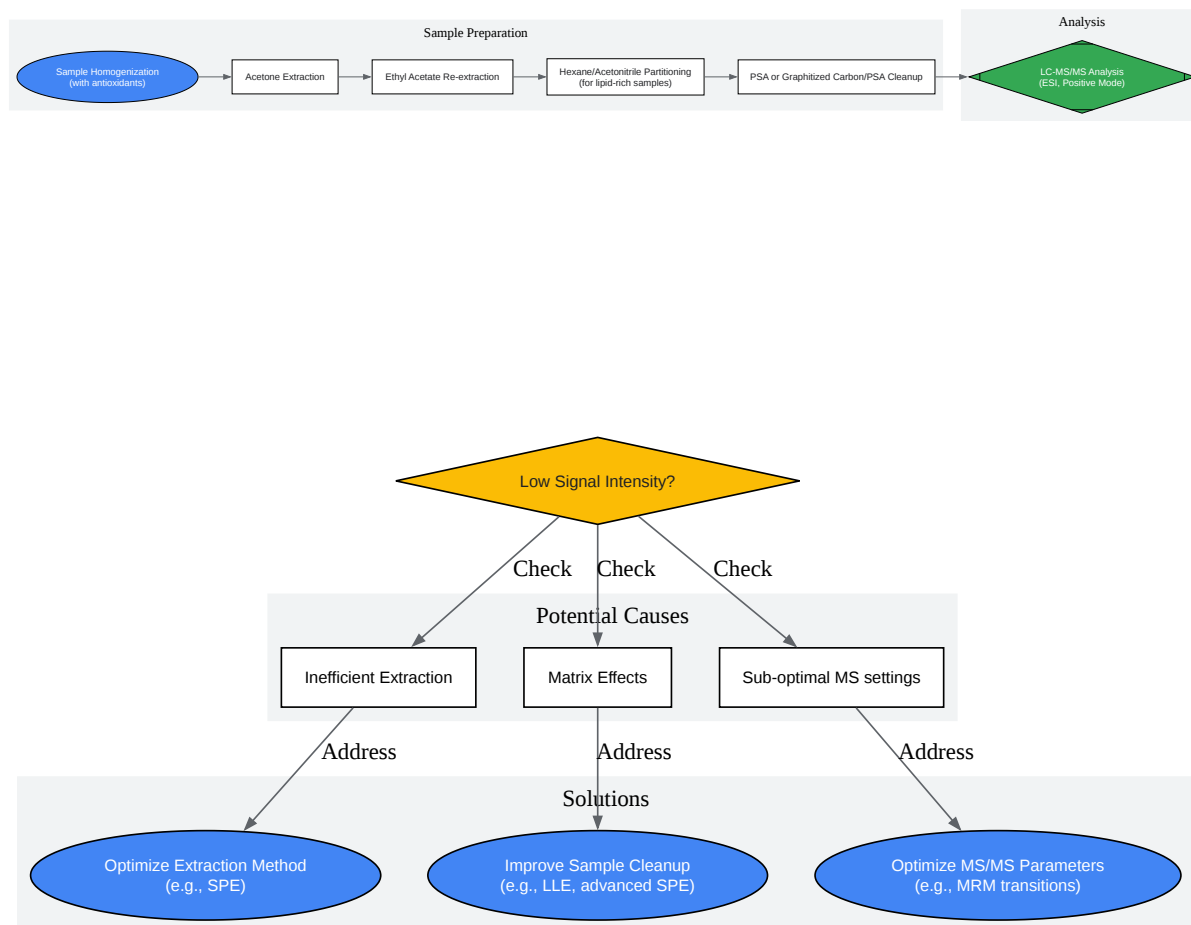 Sample Preparation
Analysis
Sample Homogenization
(with antioxidants)
Acetone Extraction
Ethyl Acetate Re-extraction
Hexane/Acetonitrile Partitioning
(for lipid-rich samples)
PSA or Graphitized Carbon/PSA Cleanup
LC-MS/MS Analysis
(ESI, Positive Mode)
Low Signal Intensity?
Check
Check
Check
Potential Causes
Inefficient Extraction
Matrix Effects
Sub-optimal MS settings
Address
Address
Address
Solutions
Optimize Extraction Method
(e.g., SPE)
Improve Sample Cleanup
(e.g., LLE, advanced SPE)
Optimize MS/MS Parameters
(e.g., MRM transitions)